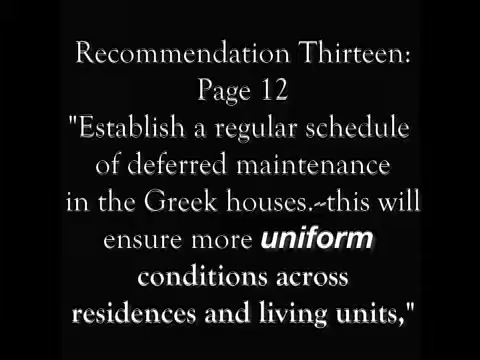 Recommendation Thirteen:
Page 12
"Establish a regular schedule
of deferred maintenance
in the Greek houses.--this will
ensure more uniform
conditions across
residences and living units,"